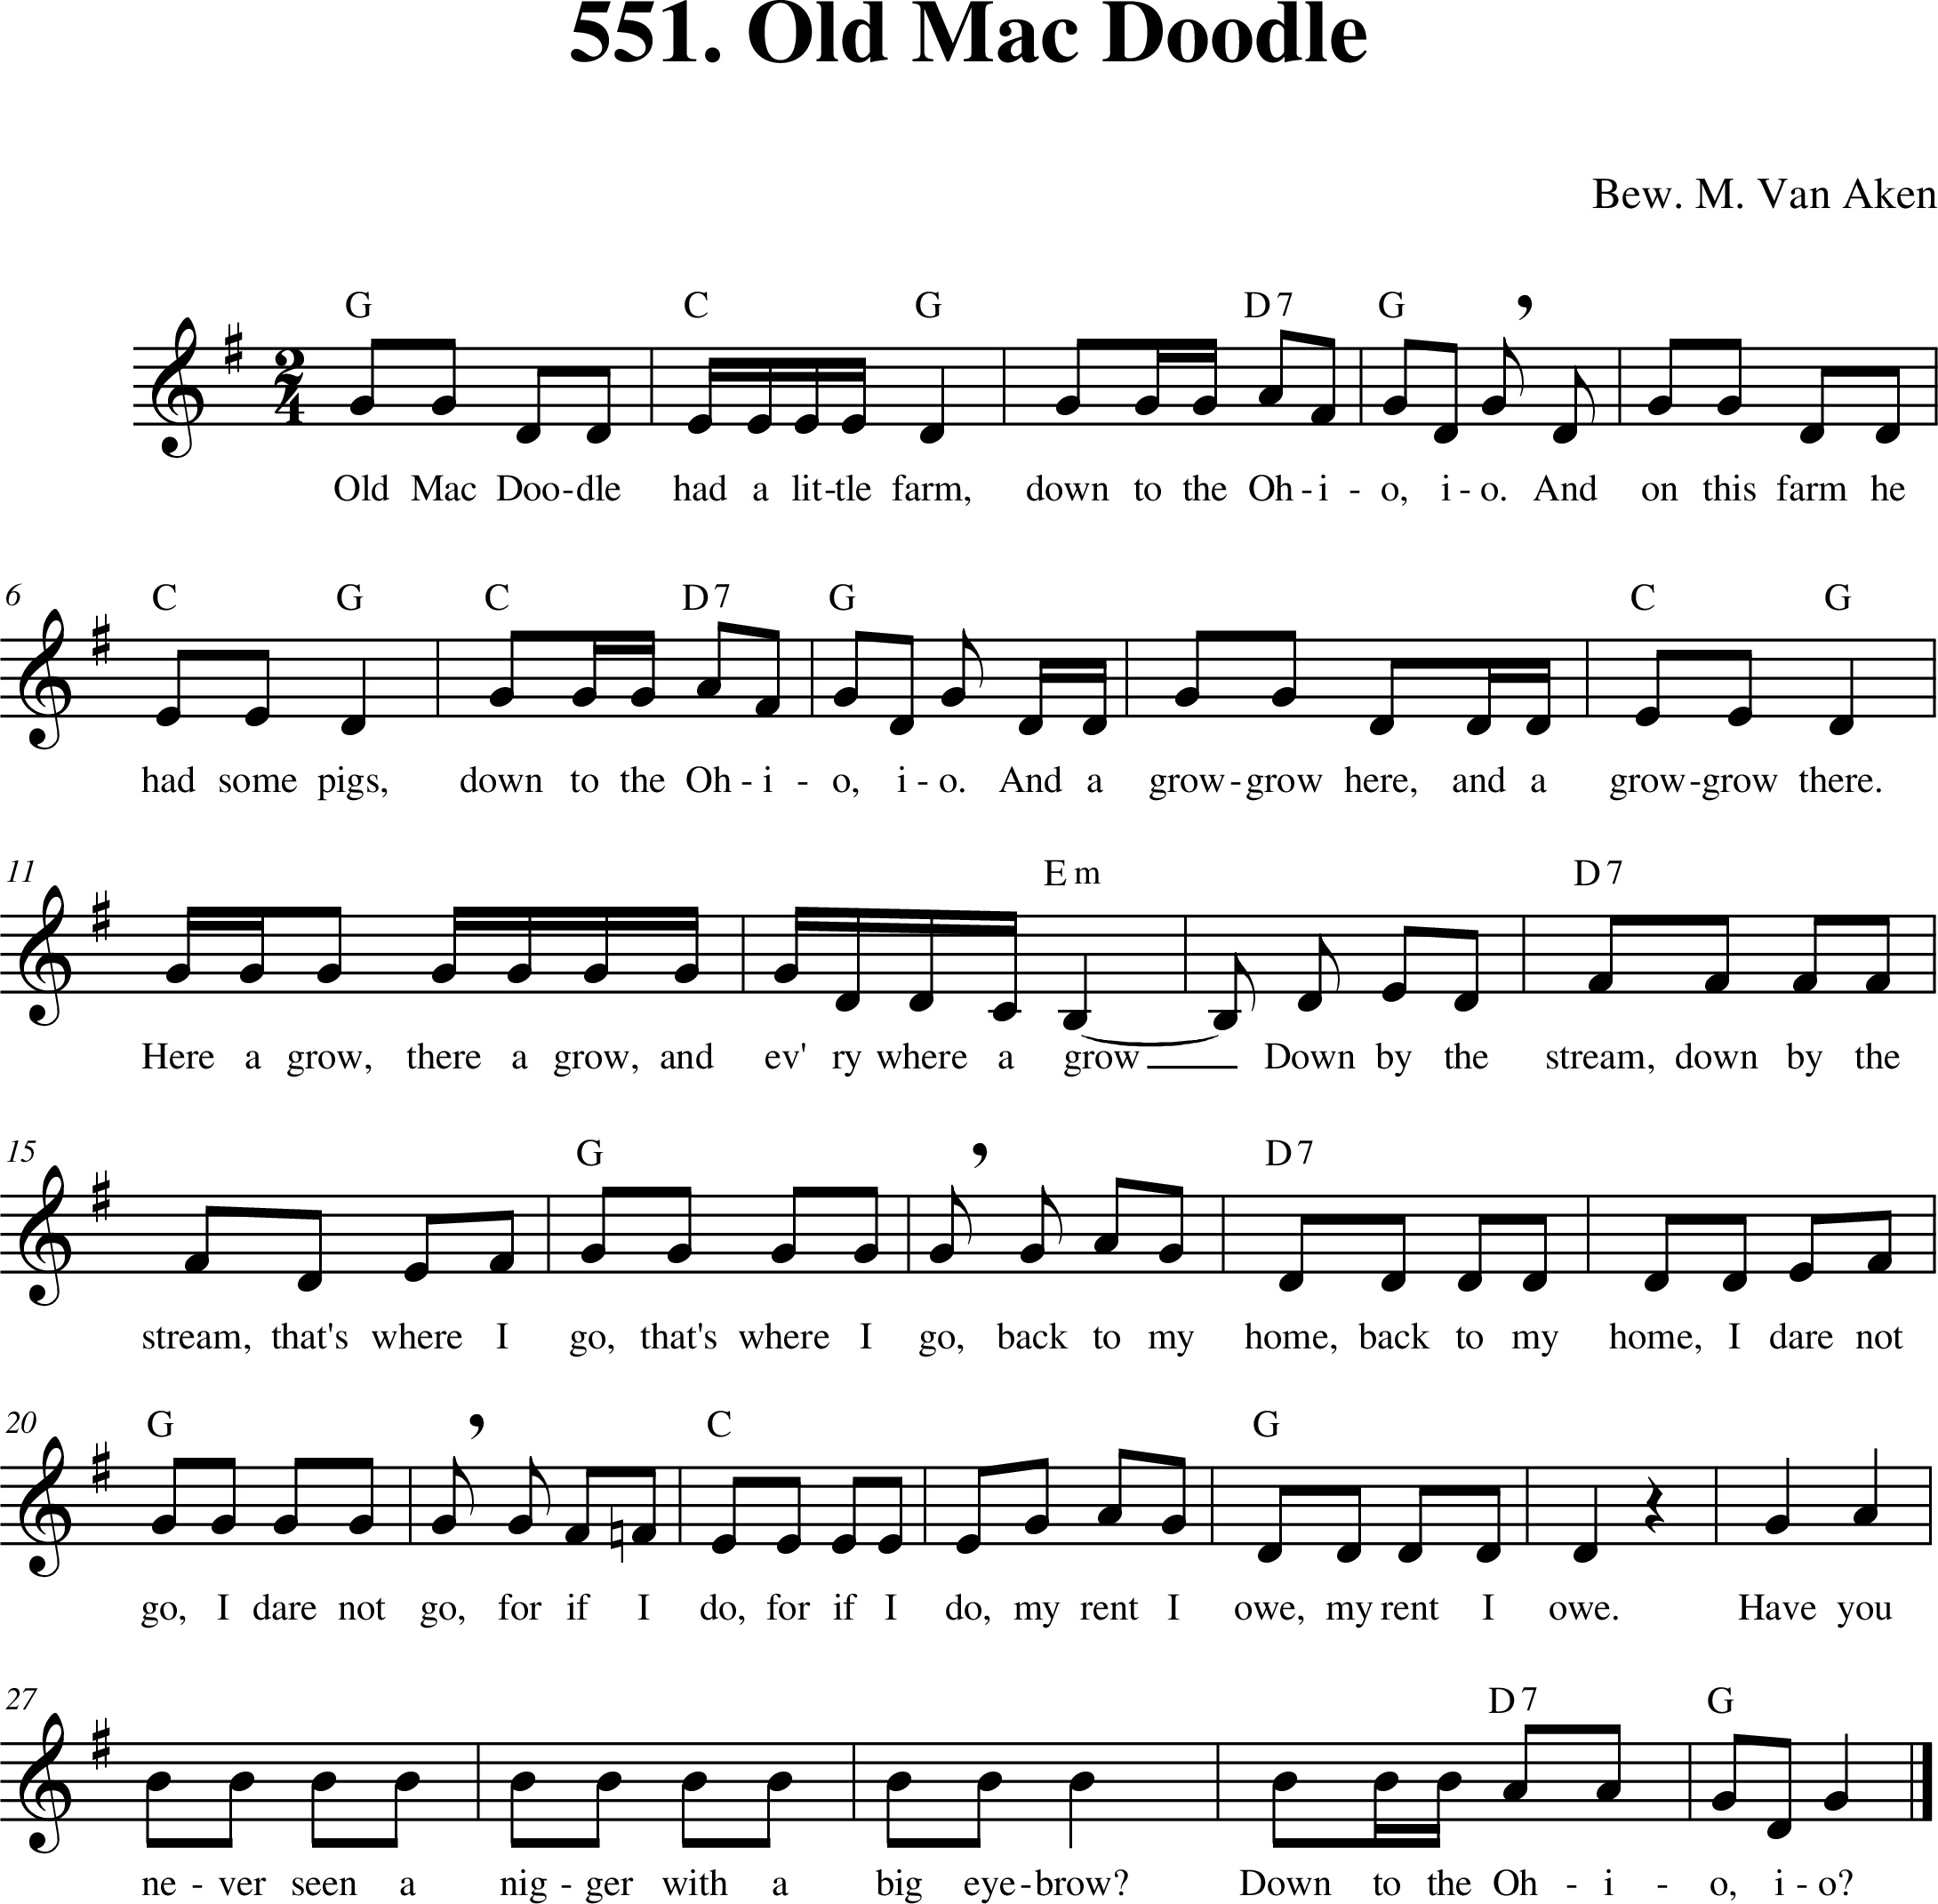 551. Old Mac Doodle
Bew. M. Van Aken
G C G D7 G
2
4
Old Mac Doo-dle had a lit-tle farm, down to the Oh-i-o, i-o. And on this farm he
6
C G C D7 G C G
had some pigs, down to the Oh-i-o, i-o. And a grow-grow here, and a grow-grow there.
11
Em D7
Here a grow, there a grow, and ev' ry where a grow Down by the stream, down by the
15
G D7
stream, that's where I go, that's where I go, back to my home, back to my home, I dare not
20
G C G
go, I dare not go, for if I do, for if I do, my rent I owe, my rent I owe. Have you
27
D7 G
ne-ver seen a nig-ger with a big eye-brow? Down to the Oh-i-o, i-o?